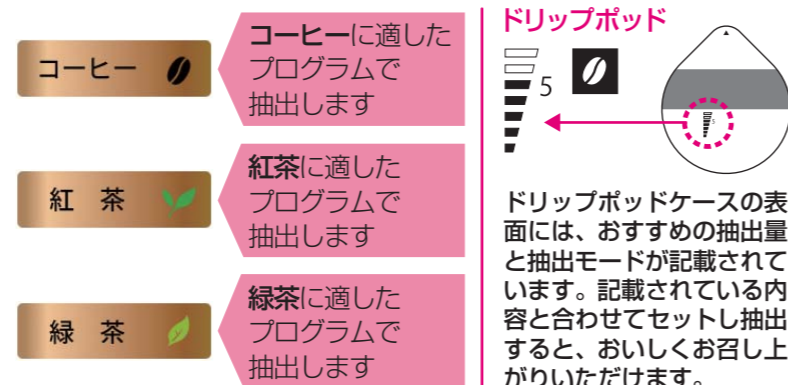 コーヒー
コーヒーに適した
プログラムで
抽出します
紅 茶
紅茶に適した
プログラムで
抽出します
緑 茶
緑茶に適した
プログラムで
抽出します
ドリップポッド
5
5
ドリップポッドケースの表
面には、おすすめの抽出量
と抽出モードが記載されて
います。記載されている内
容と合わせてセットし抽出
すると、おいしくお召し上
がりいただけます。